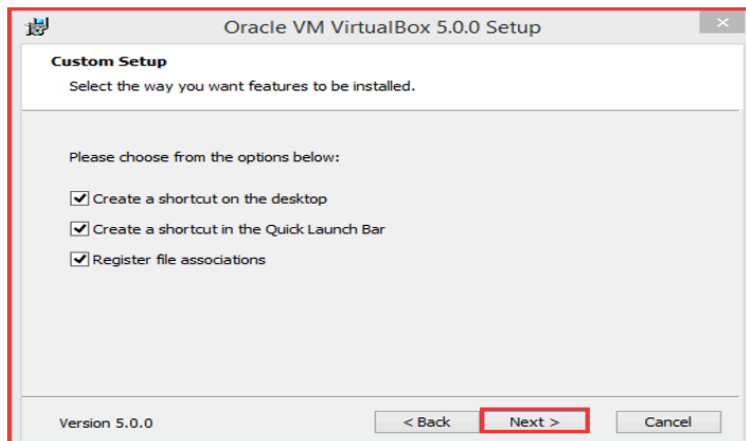 Oracle VM VirtualBox 5.0.0 Setup
Custom Setup
Select the way you want features to be installed.
Please choose from the options below:
Create a shortcut on the desktop
Create a shortcut in the Quick Launch Bar
Register file associations
Version 5.0.0
< Back
Next >
Cancel